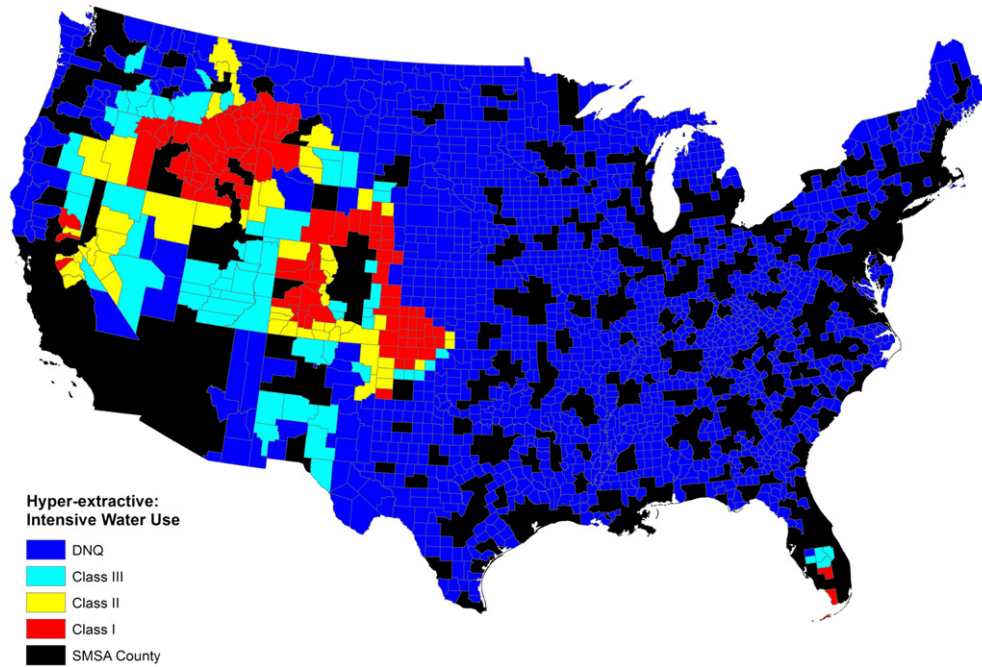 Hyper-extractive:
Intensive Water Use
DNQ
Class III
Class II
Class I
SMSA County